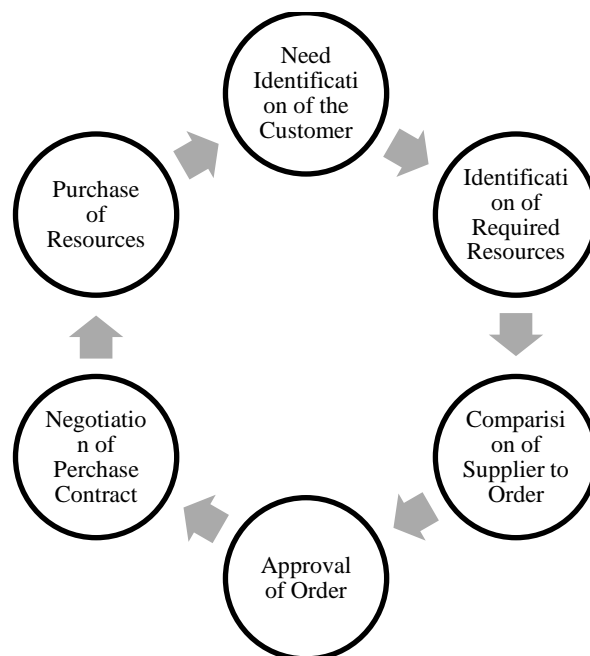 Need
Identificati
on of the
Customer
Identificati
on of
Required
Resources
Comparisi
on of
Supplier to
Order
Approval
of Order
Negotiatio
n of
Perchase
Contract
Purchase
of
Resources